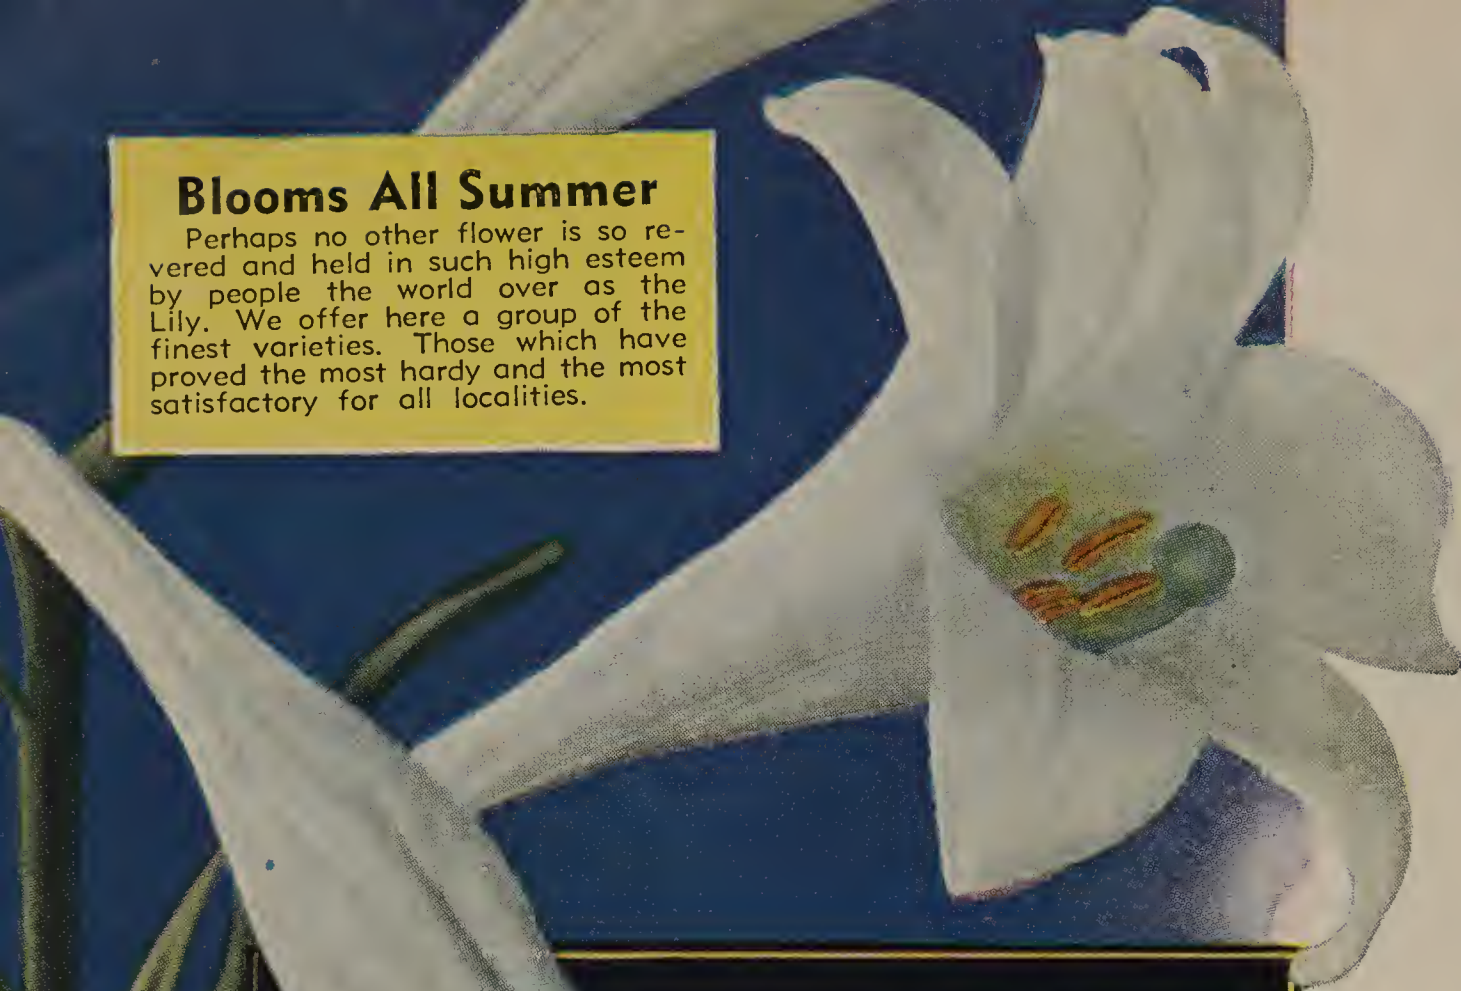 Blooms All Summer
Perhaps no other flower is so re-
vered and held in such high esteem
by people the world over as the
Lily. We offer here a group of the
finest varieties. Those which have
proved the most hardy and the most
satisfactory for all localities.